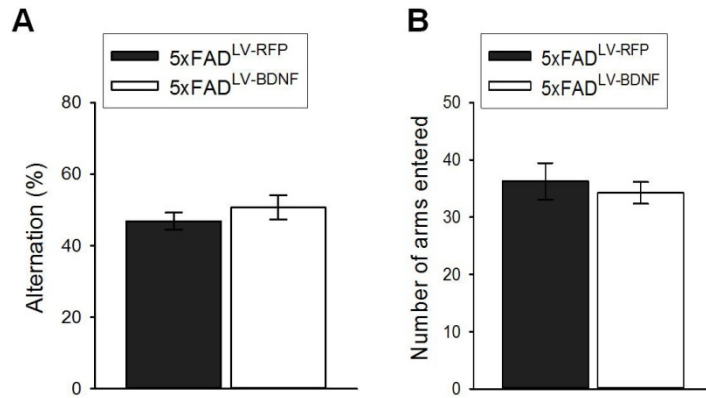 A
5xFAD^LV-RFP
5xFAD^LV-BDNF
Alternation (%)
80
60
40
20
0
B
5xFAD^LV-RFP
5xFAD^LV-BDNF
Number of arms entered
50
40
30
20
10
0